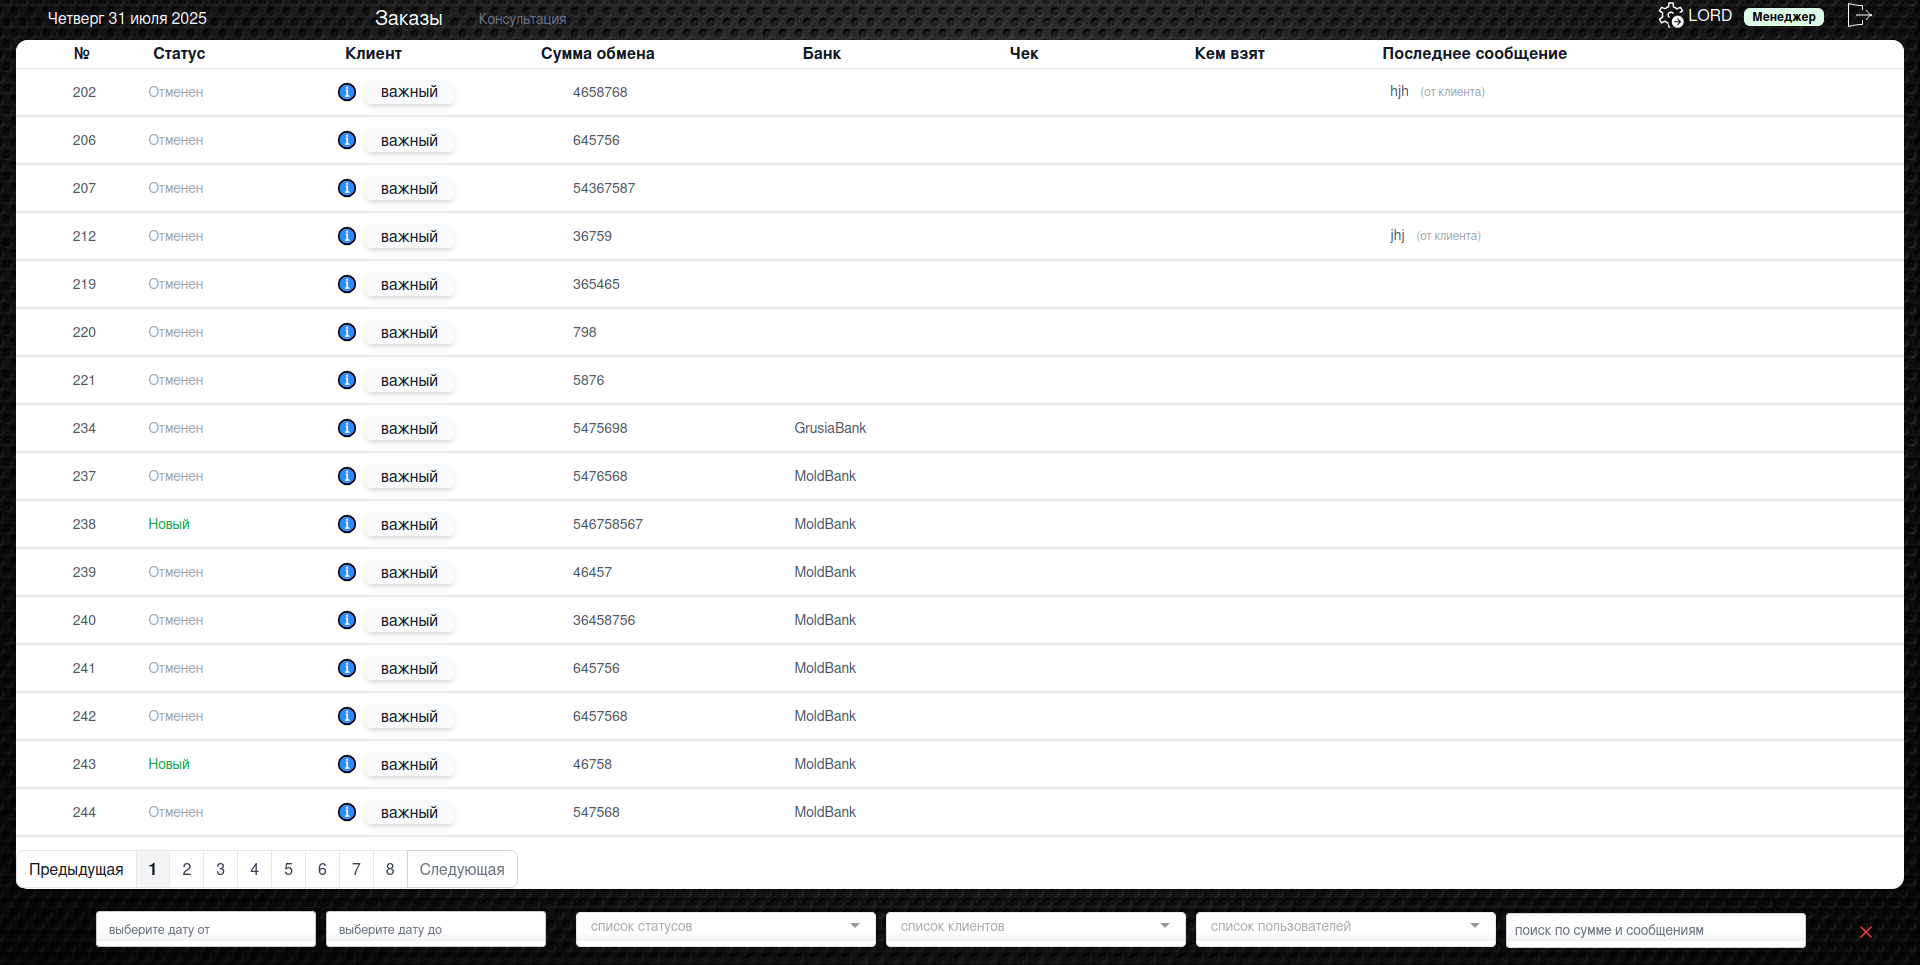 Четверг 31 июля 2025 Заказы Консультация LORD Менеджер
№ Статус Клиент Сумма обмена Банк Чек Кем взят Последнее сообщение
202 Отменен важный 4658768 hjh (от клиента)
206 Отменен важный 645756
207 Отменен важный 54367587
212 Отменен важный 36759 jhj (от клиента)
219 Отменен важный 365465
220 Отменен важный 798
221 Отменен важный 5876
234 Отменен важный 5475698 GrusiaBank
237 Отменен важный 5476568 MoldBank
238 Новый важный 546758567 MoldBank
239 Отменен важный 46457 MoldBank
240 Отменен важный 36458756 MoldBank
241 Отменен важный 645756 MoldBank
242 Отменен важный 6457568 MoldBank
243 Новый важный 46758 MoldBank
244 Отменен важный 547568 MoldBank
Предыдущая 1 2 3 4 5 6 7 8 Следующая
выберите дату от выберите дату до список статусов список клиентов список пользователей поиск по сумме и сообщениям